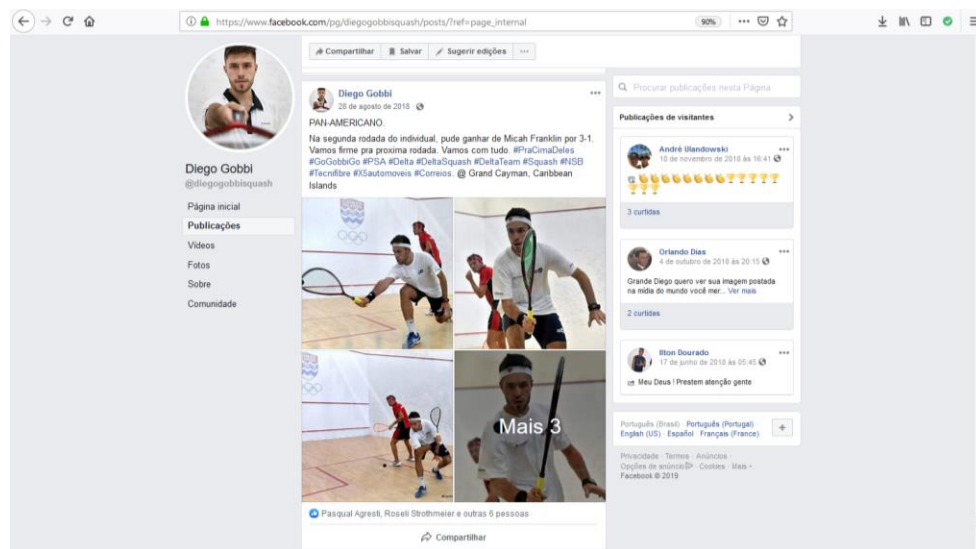 https://www.facebook.com/pg/diegogobbisquash/posts/?ref=page_internal
90%
Compartilhar
Salvar
Sugerir edições
Diego Gobbi
@diegogobbisquash
Página inicial
Publicações
Vídeos
Fotos
Sobre
Comunidade
Diego Gobbi
28 de agosto de 2018
PAN-AMERICANO.
Na segunda rodada do individual, pude ganhar de Micah Franklin por 3-1.
Vamos firme pra proxima rodada. Vamos com tudo. #PraCimaDeles
#GoGobbiGo #PSA #Delta #DeltaSquash #DeltaTeam #Squash #NSB
#Tecnifibre #X5automoveis #Correios. @ Grand Cayman, Caribbean
Islands
Mais 3
Pasqual Agresti, Roseli Strothmeier e outras 6 pessoas
Compartilhar
Procurar publicações nesta Página
Publicações de visitantes
André Ulandowski
18 de novembro de 2018 às 16:41
3 curtidas
Orlando Dias
4 de outubro de 2018 às 20:15
Grande Diego quero ver sua imagem postada
na mídia do mundo você mer... Ver mais
2 curtidas
Ilton Dourado
17 de junho de 2018 às 05:45
Meu Deus ! Prestem atenção gente
Português (Brasil) · Português (Portugal) ·
English (US) · Español · Français (France)
Privacidade · Termos · Anúncios ·
Opções de anúncio · Cookies · Mais
Facebook © 2019